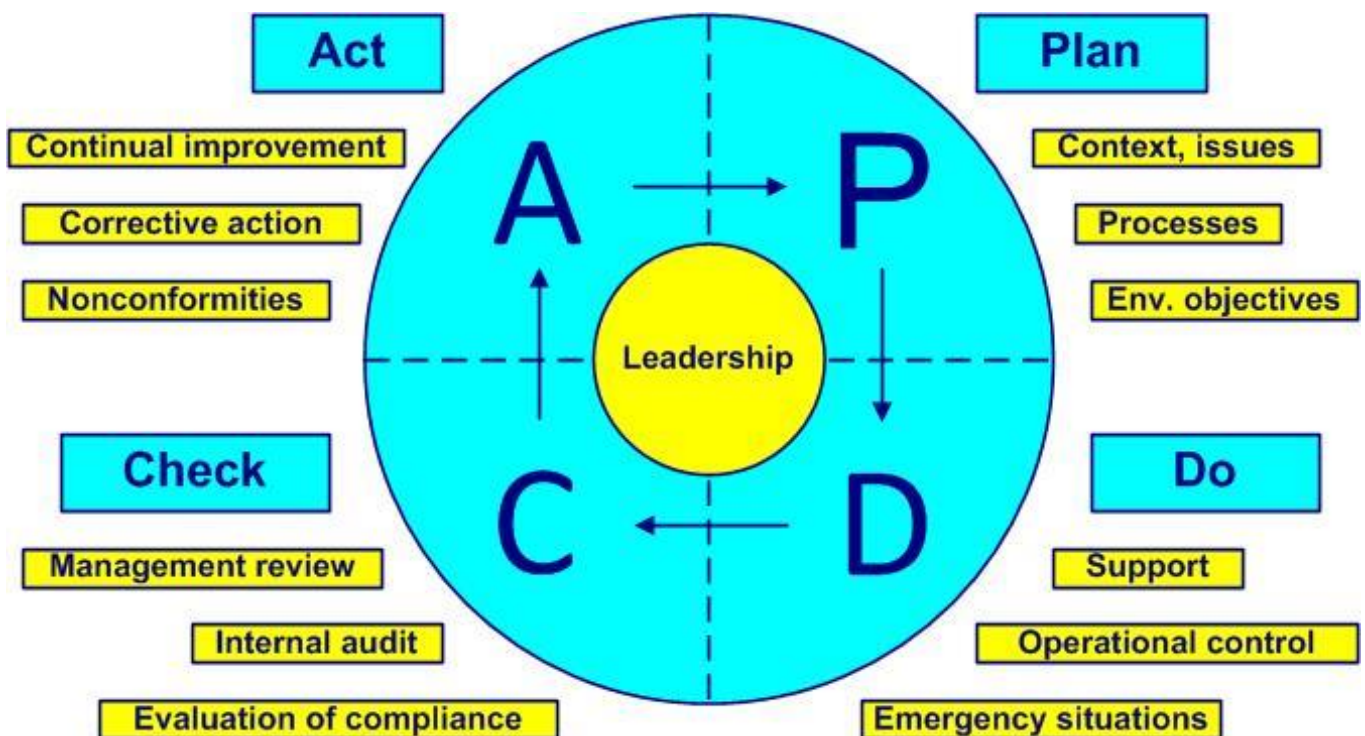 Act
Plan
Continual improvement
Corrective action
Nonconformities
Context, issues
Processes
Env. objectives
A
P
Leadership
C
D
Check
Do
Management review
Internal audit
Evaluation of compliance
Support
Operational control
Emergency situations